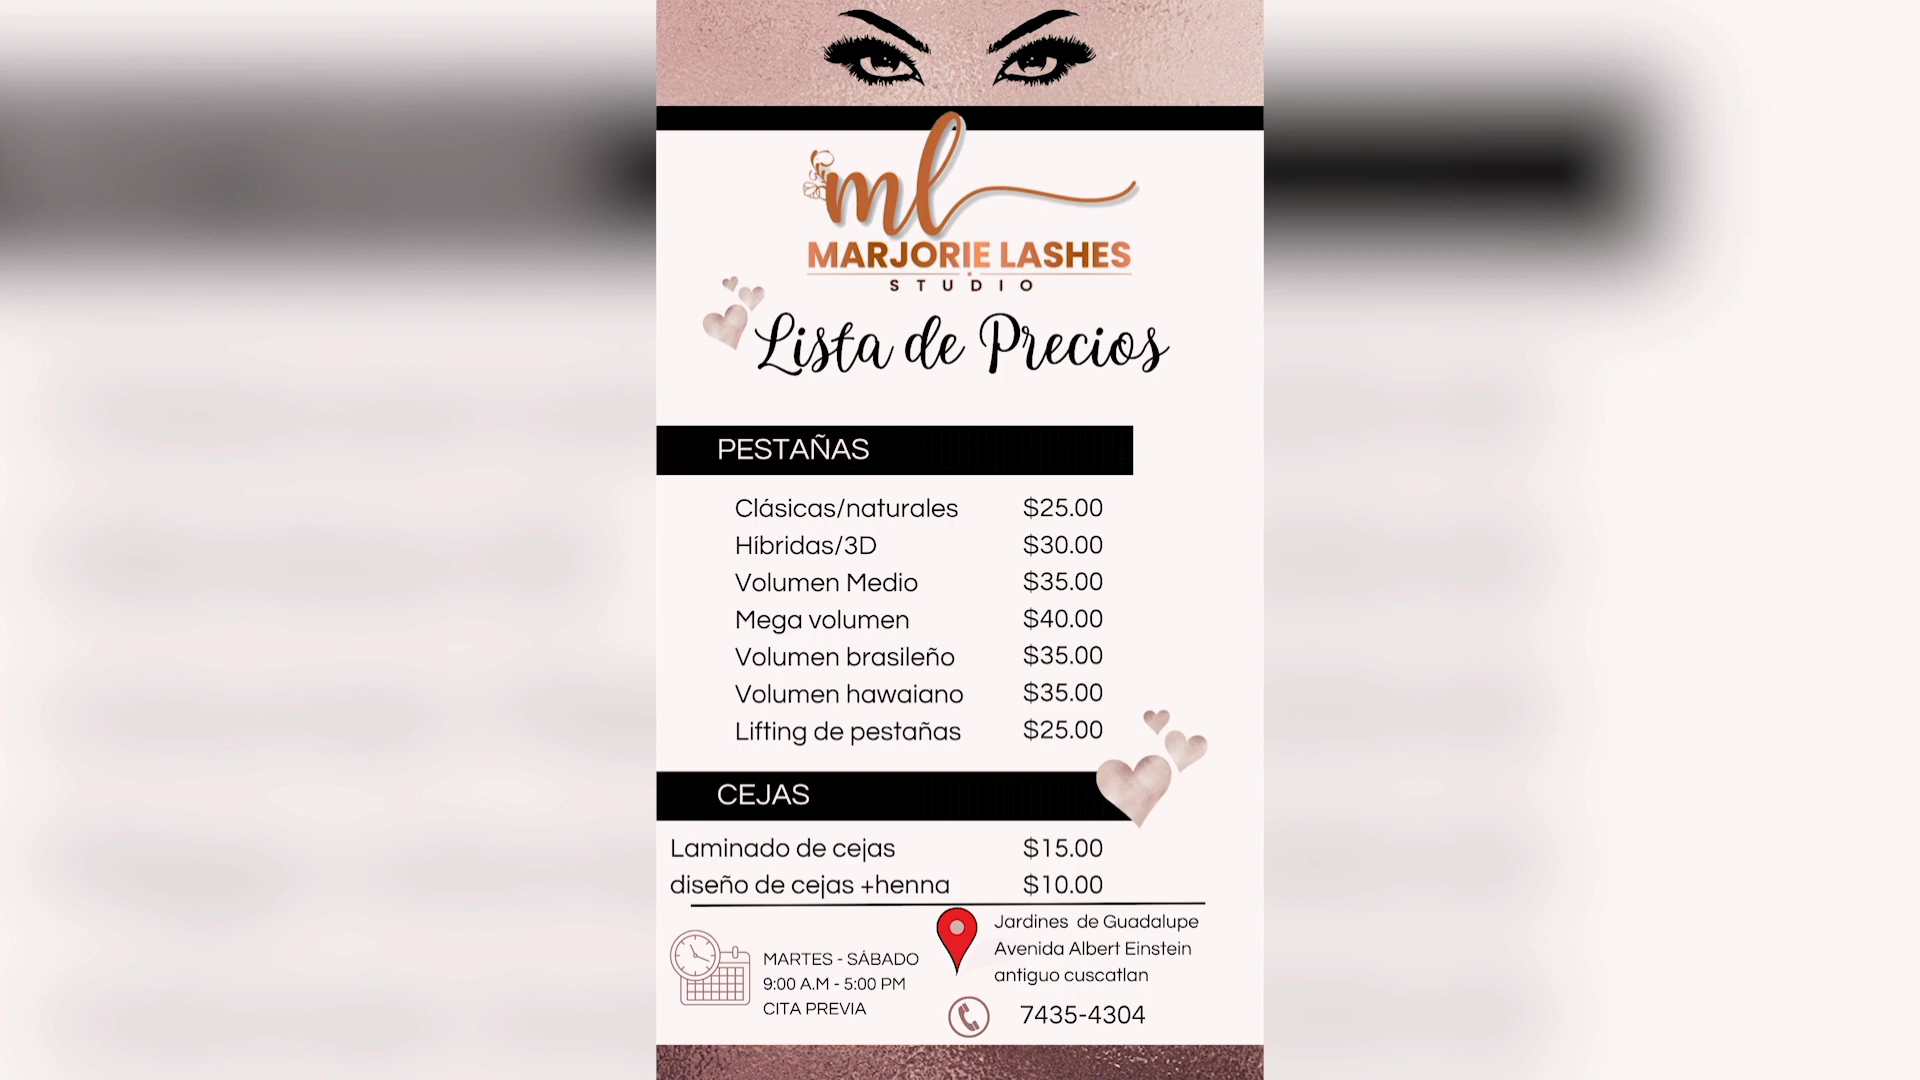 ml
MARJORIE LASHES
STUDIO
Lista de Precios
PESTAÑAS
Clásicas/naturales $25.00
Híbridas/3D $30.00
Volumen Medio $35.00
Mega volumen $40.00
Volumen brasileño $35.00
Volumen hawaiano $35.00
Lifting de pestañas $25.00
CEJAS
Laminado de cejas $15.00
diseño de cejas +henna $10.00
MARTES - SÁBADO
9:00 A.M - 5:00 PM
CITA PREVIA
Jardines de Guadalupe
Avenida Albert Einstein
antiguo cuscatlan
7435-4304